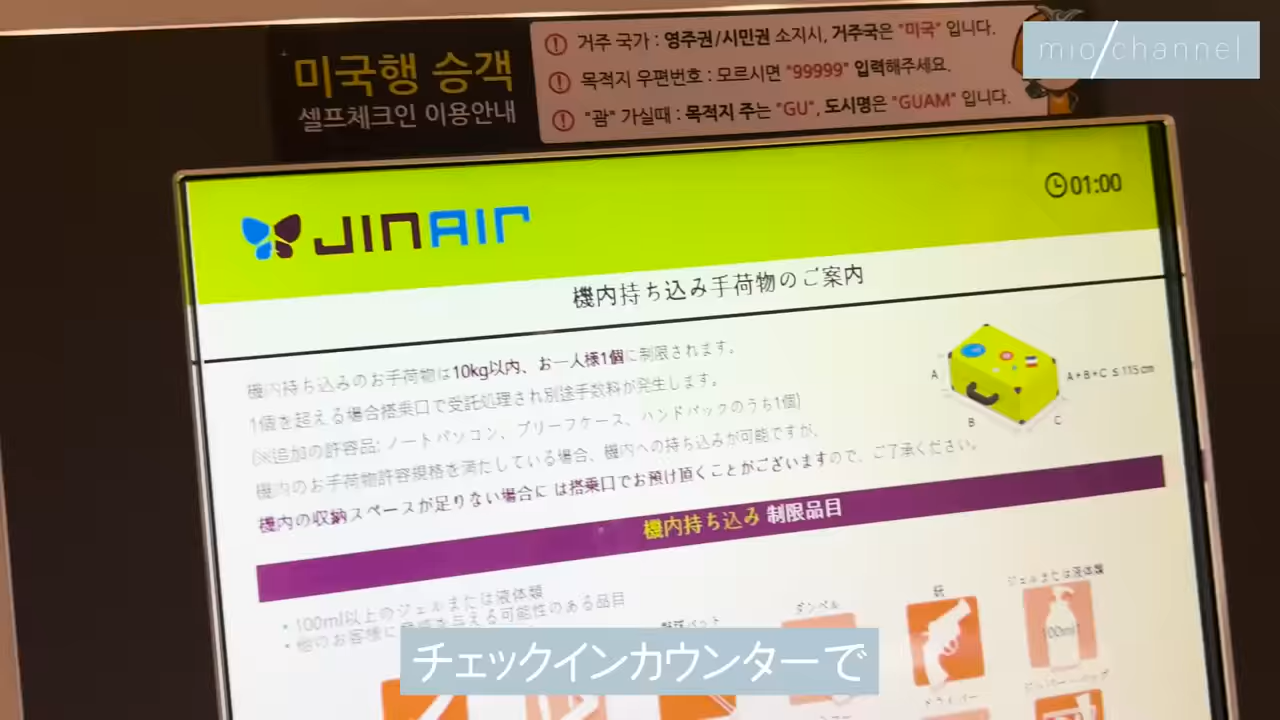 미국행 승객
셀프체크인 이용안내
거주 국가 : 영주권/시민권 소지시, 거주국은 "미국" 입니다.
목적지 우편번호 : 모르시면 "99999" 입력해주세요.
"괌" 가실때 : 목적지 주는 "GU", 도시명은 "GUAM" 입니다.
mio/channel
JINAIR
01:00
機内持ち込み手荷物のご案内
機内持ち込みのお手荷物は10kg以内、お一人様1個に制限されます。
1個を超える場合搭乗口で受託処理され別途手数料が発生します。
(※追加の許容品: ノートパソコン、ブリーフケース、ハンドバックのうち1個)
機内のお手荷物許容規格を満たしている場合、機内への持ち込みが可能ですが、
機内の収納スペースが足りない場合には搭乗口でお預け頂くことがございますので、ご了承ください。
A
B
C
A+B+C ≤ 115cm
機内持ち込み 制限品目
• 100ml以上のジェルまたは液体類
• 他のお客様に を与える可能性のある品目
野球バット
ダンベル
銃
ジェルまたは液体類
100ml
ドライバー
チェックインカウンターで